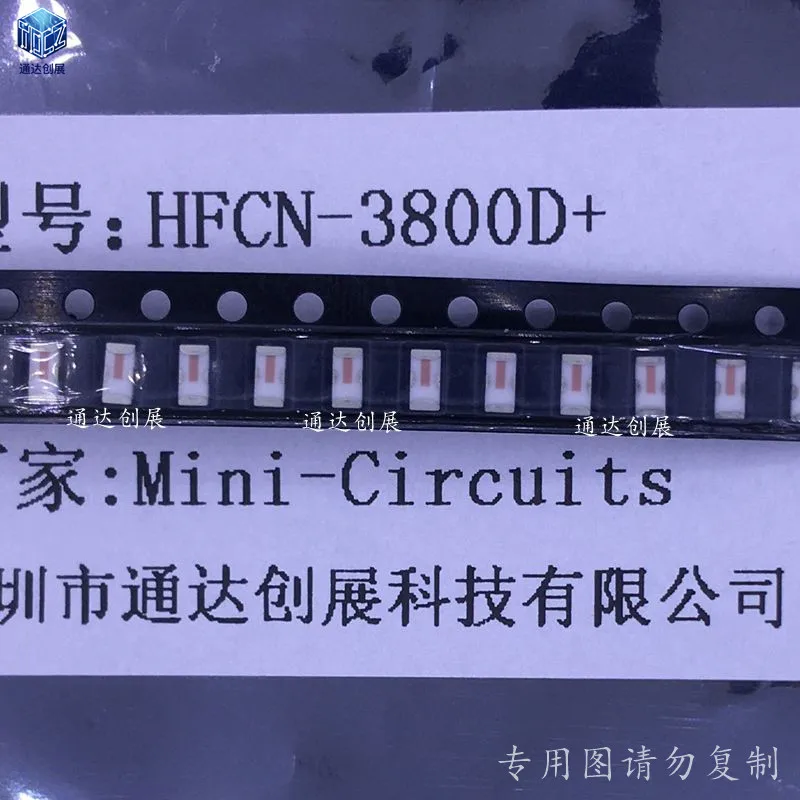 TDCZ
通达创展
型号:HFCN-3800D+
通达创展 通达创展 通达创展
厂家:Mini-Circuits
圳市通达创展科技有限公司
专用图请勿复制